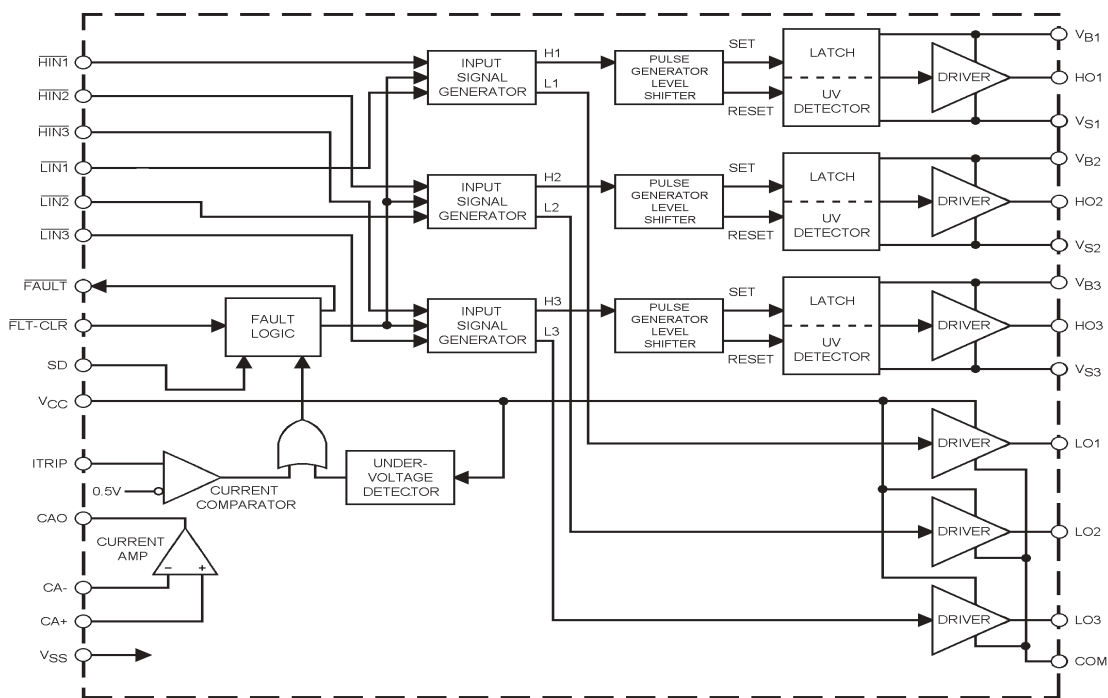 HIN1
HIN2
HIN3
LIN1
LIN2
LIN3
FAULT
FLT-CLR
SD
VCC
ITRIP
0.5V
CAO
CA-
CA+
VSS
FAULT
LOGIC
CURRENT
COMPARATOR
UNDER-
VOLTAGE
DETECTOR
CURRENT
AMP
-
+
INPUT
SIGNAL
GENERATOR
H1
L1
PULSE
GENERATOR
LEVEL
SHIFTER
SET
RESET
LATCH
UV
DETECTOR
DRIVER
VB1
HO1
VS1
INPUT
SIGNAL
GENERATOR
H2
L2
PULSE
GENERATOR
LEVEL
SHIFTER
SET
RESET
LATCH
UV
DETECTOR
DRIVER
VB2
HO2
VS2
INPUT
SIGNAL
GENERATOR
H3
L3
PULSE
GENERATOR
LEVEL
SHIFTER
SET
RESET
LATCH
UV
DETECTOR
DRIVER
VB3
HO3
VS3
DRIVER
LO1
DRIVER
LO2
DRIVER
LO3
COM